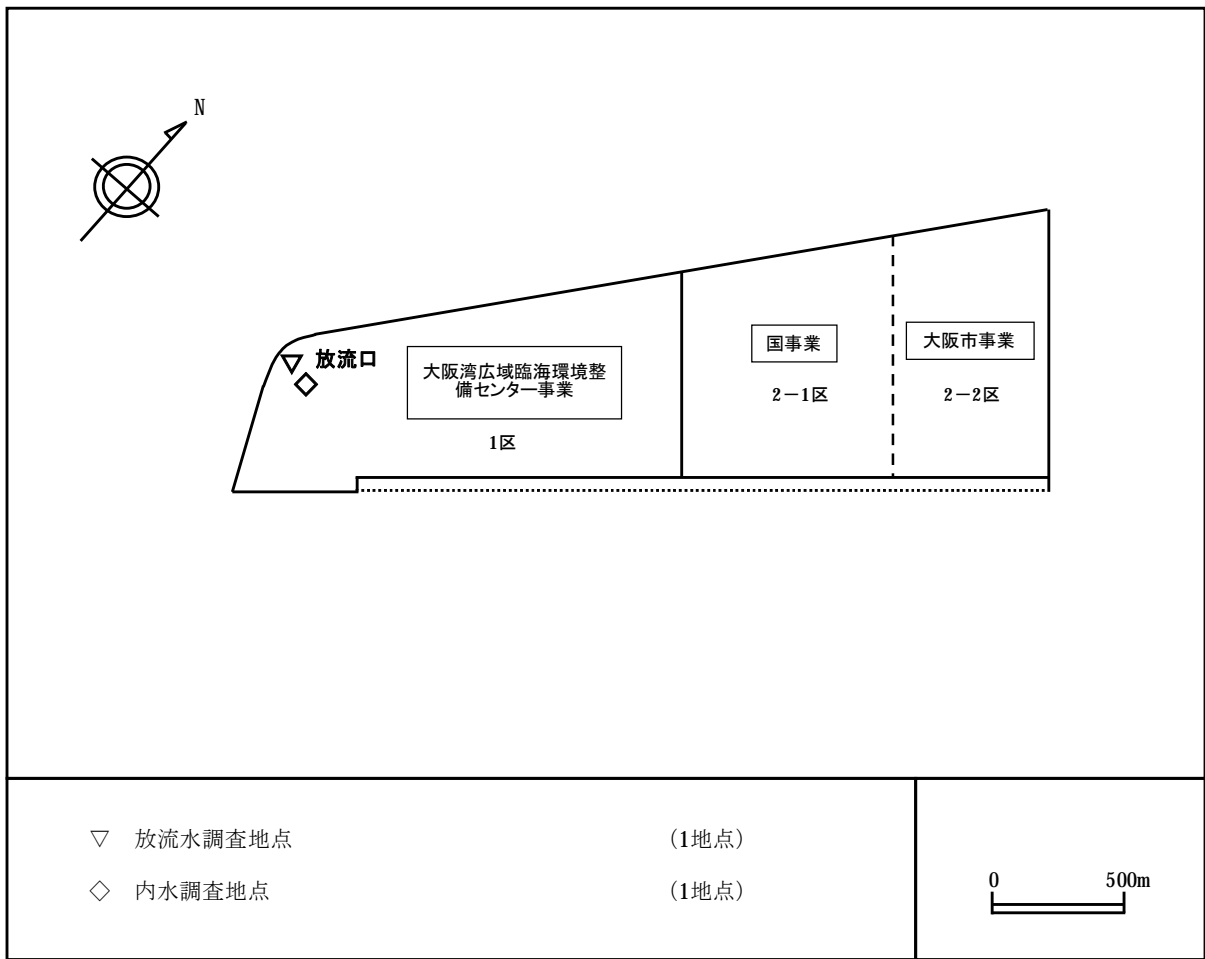 N
放流口
大阪湾広域臨海環境整
備センター事業
1区
国事業
2－1区
大阪市事業
2－2区
▽ 放流水調査地点 (1地点)
◇ 内水調査地点 (1地点)
0 500m